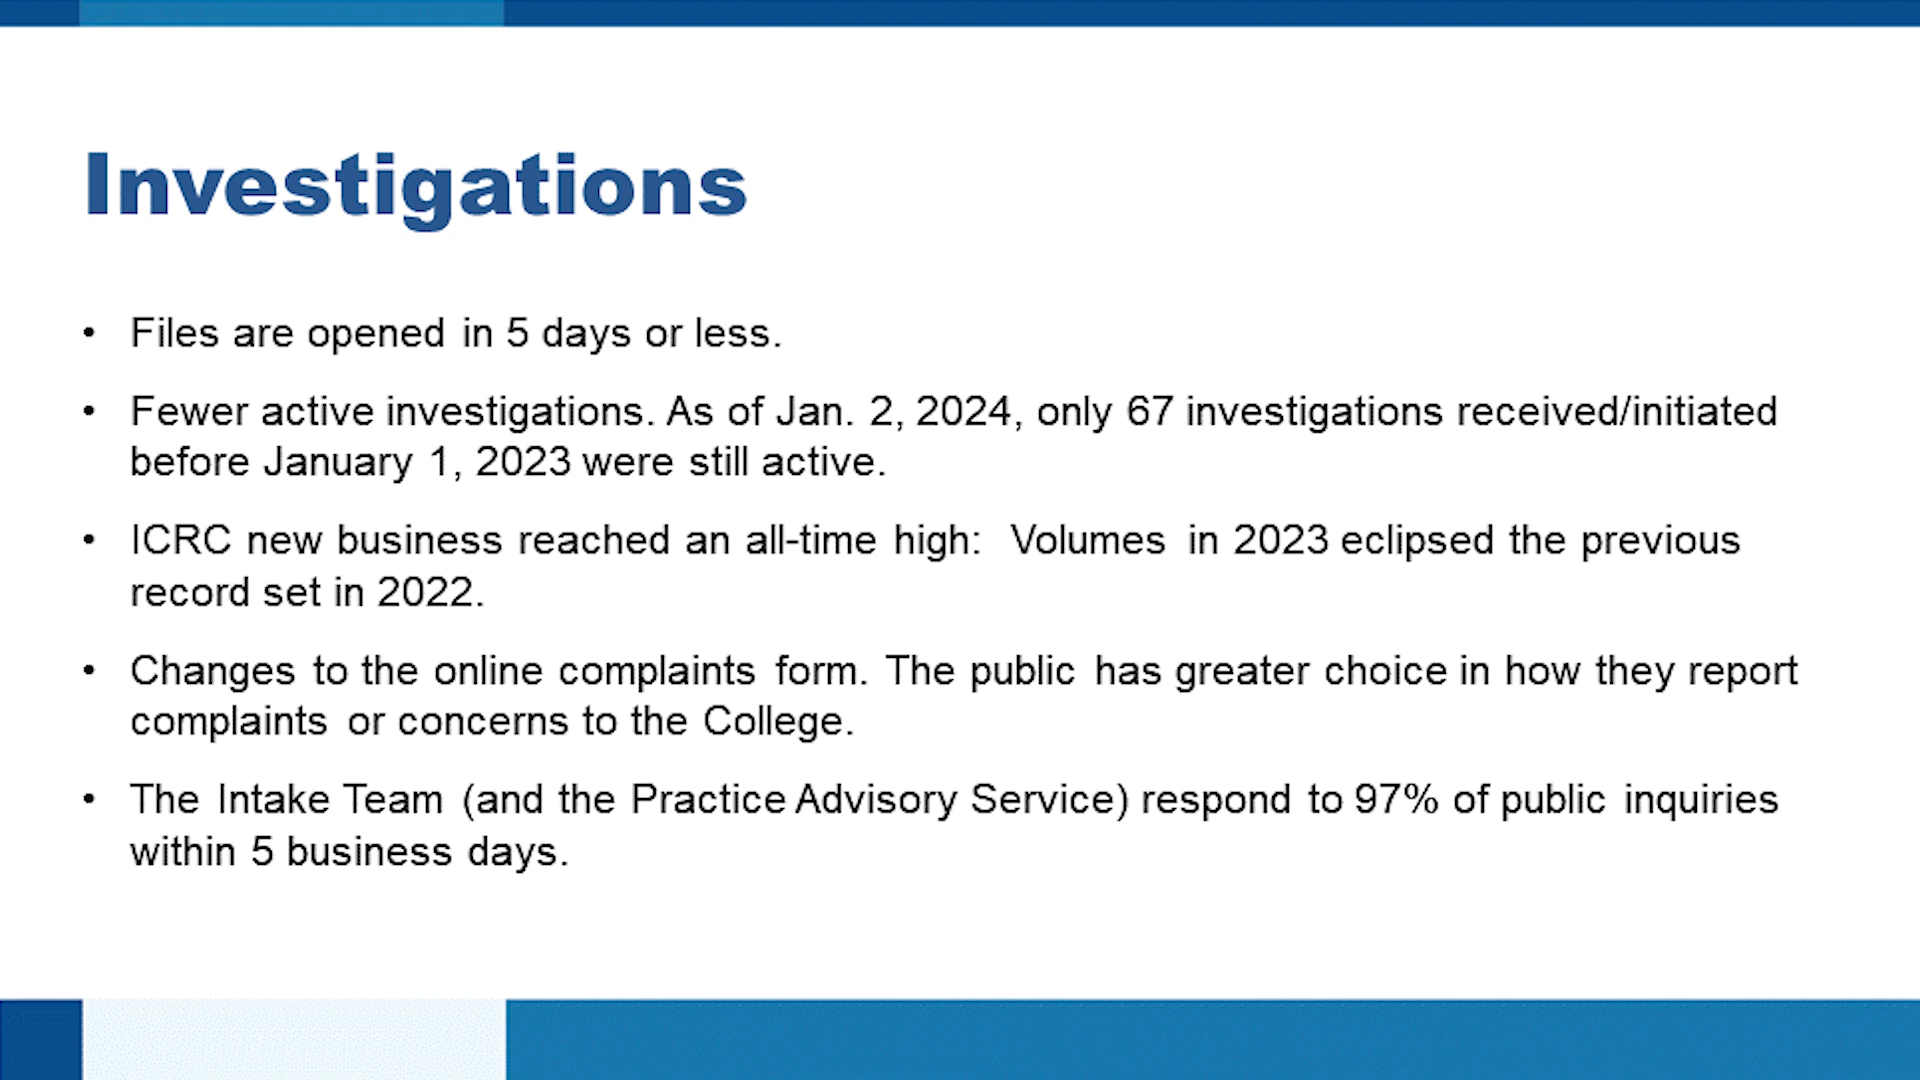 Investigations
• Files are opened in 5 days or less.
• Fewer active investigations. As of Jan. 2, 2024, only 67 investigations received/initiated
before January 1, 2023 were still active.
• ICRC new business reached an all-time high: Volumes in 2023 eclipsed the previous
record set in 2022.
• Changes to the online complaints form. The public has greater choice in how they report
complaints or concerns to the College.
• The Intake Team (and the Practice Advisory Service) respond to 97% of public inquiries
within 5 business days.